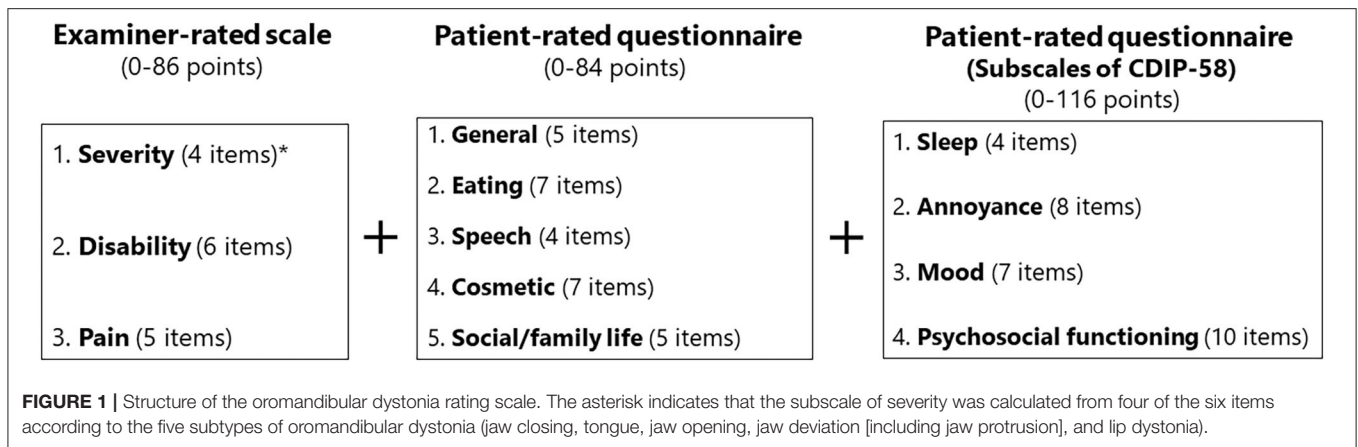 Examiner-rated scale
(0-86 points)
1. Severity (4 items)*
2. Disability (6 items)
3. Pain (5 items)
+
Patient-rated questionnaire
(0-84 points)
1. General (5 items)
2. Eating (7 items)
3. Speech (4 items)
4. Cosmetic (7 items)
5. Social/family life (5 items)
+
Patient-rated questionnaire
(Subscales of CDIP-58)
(0-116 points)
1. Sleep (4 items)
2. Annoyance (8 items)
3. Mood (7 items)
4. Psychosocial functioning (10 items)
FIGURE 1 | Structure of the oromandibular dystonia rating scale. The asterisk indicates that the subscale of severity was calculated from four of the six items
according to the five subtypes of oromandibular dystonia (jaw closing, tongue, jaw opening, jaw deviation [including jaw protrusion], and lip dystonia).